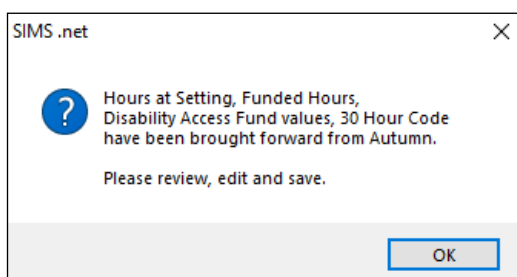 SIMS .net
Hours at Setting, Funded Hours,
Disability Access Fund values, 30 Hour Code
have been brought forward from Autumn.
Please review, edit and save.
OK